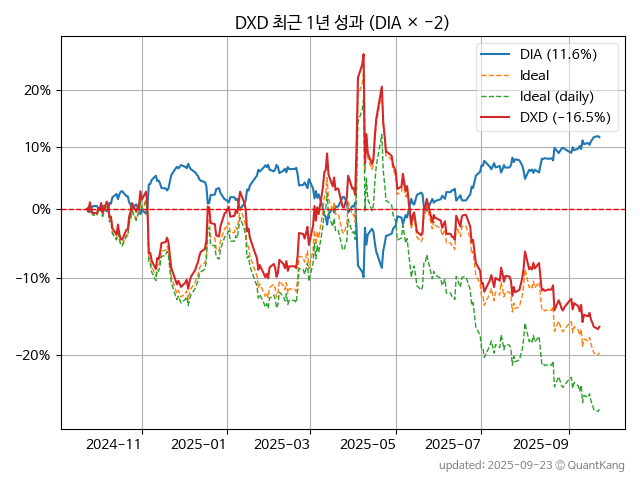 DXD 최근 1년 성과 (DIA × −2)
DIA (11.6%)
Ideal
Ideal (daily)
DXD (−16.5%)
20%
10%
0%
−10%
−20%
2024-11
2025-01
2025-03
2025-05
2025-07
2025-09
updated: 2025-09-23 © QuantKang